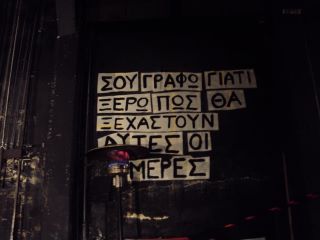 ΣΟΥ ΓΡΑΦΩ ΓΙΑΤΙ
ΞΕΡΩ ΠΩΣ ΘΑ
ΞΕΧΑΣΤΟΥΝ
ΑΥΤΕΣ ΟΙ
ΜΕΡΕΣ